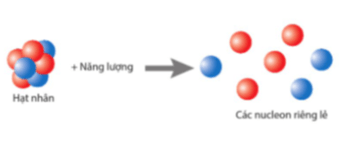 + Năng lượng
Hạt nhân
Các nucleon riêng lẻ